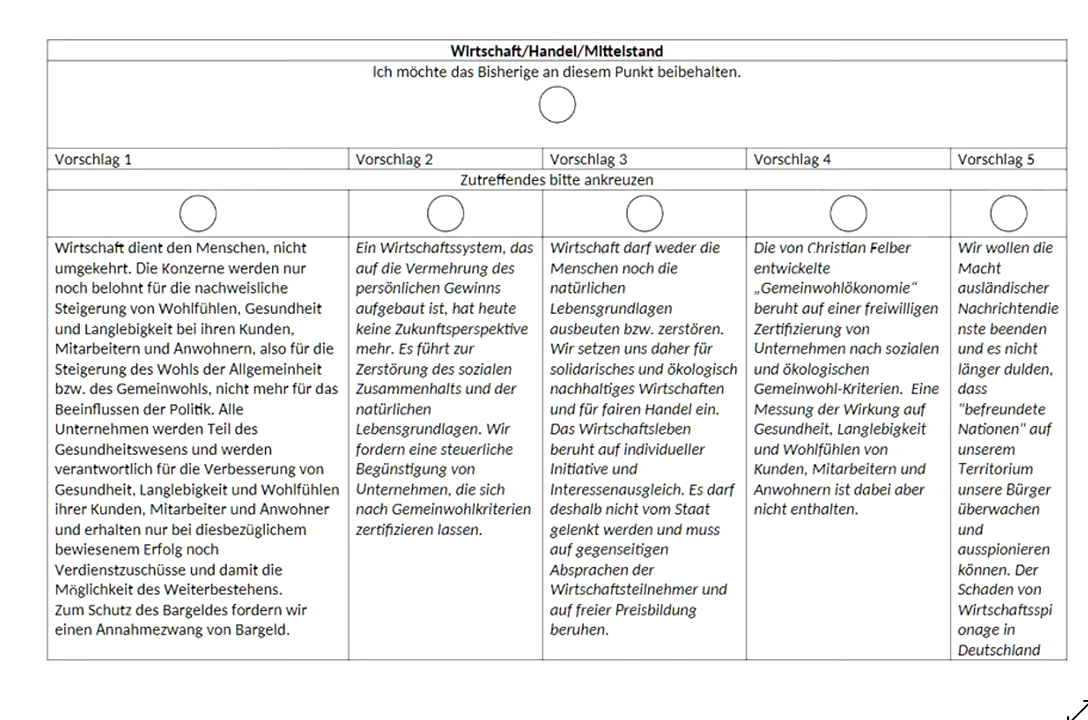 Wirtschaft/Handel/Mittelstand
Ich möchte das Bisherige an diesem Punkt beibehalten.
Vorschlag 1
Vorschlag 2
Vorschlag 3
Vorschlag 4
Vorschlag 5
Zutreffendes bitte ankreuzen
Wirtschaft dient den Menschen, nicht
umgekehrt. Die Konzerne werden nur
noch belohnt für die nachweisliche
Steigerung von Wohlfühlen, Gesundheit
und Langlebigkeit bei ihren Kunden,
Mitarbeitern und Anwohnern, also für die
Steigerung des Wohls der Allgemeinheit
bzw. des Gemeinwohls, nicht mehr für das
Beeinflussen der Politik. Alle
Unternehmen werden Teil des
Gesundheitswesens und werden
verantwortlich für die Verbesserung von
Gesundheit, Langlebigkeit und Wohlfühlen
ihrer Kunden, Mitarbeiter und Anwohner
und erhalten nur bei diesbezüglichem
bewiesenem Erfolg noch
Verdienstzuschüsse und damit die
Möglichkeit des Weiterbestehens.
Zum Schutz des Bargeldes fordern wir
einen Annahmezwang von Bargeld.
Ein Wirtschaftssystem, das
auf die Vermehrung des
persönlichen Gewinns
aufgebaut ist, hat heute
keine Zukunftsperspektive
mehr. Es führt zur
Zerstörung des sozialen
Zusammenhalts und der
natürlichen
Lebensgrundlagen. Wir
fordern eine steuerliche
Begünstigung von
Unternehmen, die sich
nach Gemeinwohlkriterien
zertifizieren lassen.
Wirtschaft darf weder die
Menschen noch die
natürlichen
Lebensgrundlagen
ausbeuten bzw. zerstören.
Wir setzen uns daher für
solidarisches und ökologisch
nachhaltiges Wirtschaften
und für fairen Handel ein.
Das Wirtschaftsleben
beruht auf individueller
Initiative und
Interessenausgleich. Es darf
deshalb nicht vom Staat
gelenkt werden und muss
auf gegenseitigen
Absprachen der
Wirtschaftsteilnehmer und
auf freier Preisbildung
beruhen.
Die von Christian Felber
entwickelte
„Gemeinwohlökonomie“
beruht auf einer freiwilligen
Zertifizierung von
Unternehmen nach sozialen
und ökologischen
Gemeinwohl-Kriterien. Eine
Messung der Wirkung auf
Gesundheit, Langlebigkeit
und Wohlfühlen von
Kunden, Mitarbeitern und
Anwohnern ist dabei aber
nicht enthalten.
Wir wollen die
Macht
ausländischer
Nachrichtendie
nste beenden
und es nicht
länger dulden,
dass
"befreundete
Nationen" auf
unserem
Territorium
unsere Bürger
überwachen
und
ausspionieren
können. Der
Schaden von
Wirtschaftsspi
onage in
Deutschland